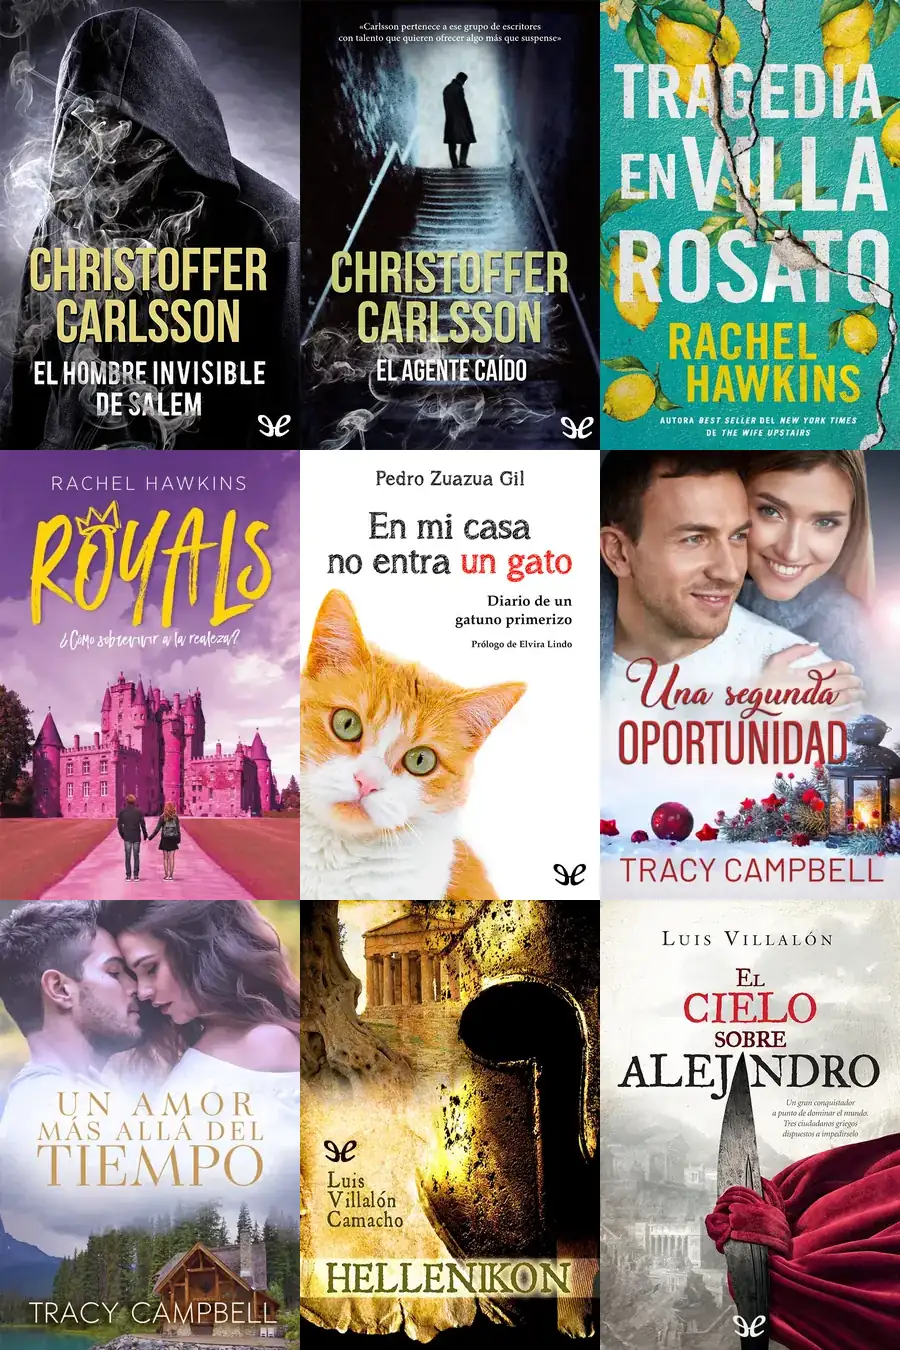 CHRISTOFFER
CARLSSON
EL HOMBRE INVISIBLE
DE SALEM
«Carlsson pertenece a ese grupo de escritores
con talento que quieren ofrecer algo más que suspense»
CHRISTOFFER
CARLSSON
EL AGENTE CAÍDO
TRAGEDIA
EN VILLA
ROSATO
RACHEL
HAWKINS
AUTORA BEST SELLER DEL NEW YORK TIMES
DE THE WIFE UPSTAIRS
RACHEL HAWKINS
ROYALS
¿Cómo sobrevivir a la realeza?
Pedro Zuazua Gil
En mi casa
no entra un gato
Diario de un
gatuno primerizo
Prólogo de Elvira Lindo
Una segunda
OPORTUNIDAD
TRACY CAMPBELL
UN AMOR
MÁS ALLÁ DEL
TIEMPO
TRACY CAMPBELL
Luis
Villalón
Camacho
HELLENIKON
LUIS VILLALÓN
EL
CIELO
SOBRE
ALEJANDRO
Un gran conquistador
a punto de dominar el mundo.
Tres ciudadanos griegos
dispuestos a impedírselo